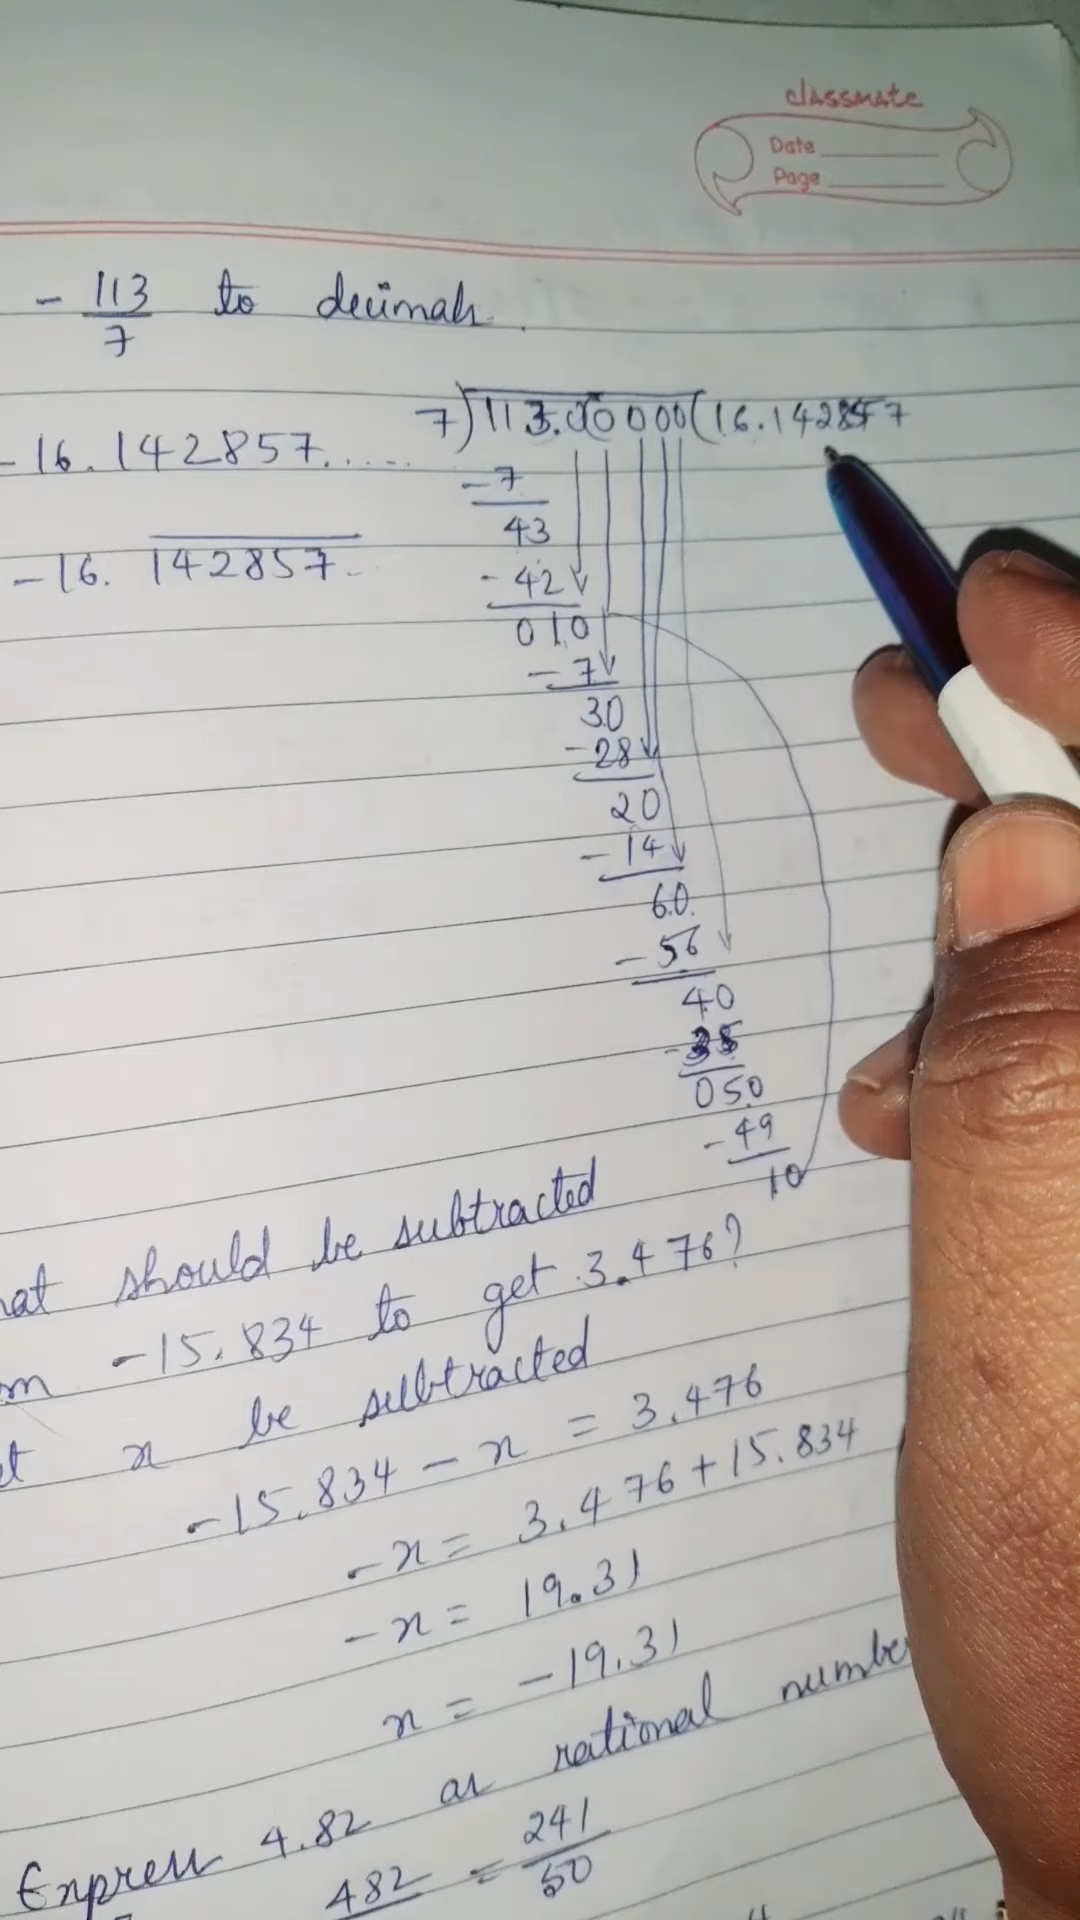 classmate
Date
Page
- 113/7 to decimals.
7)113.00000(16.142857
-16.142857.....
-16. 142857
-7
43
-42
010
-7
30
-28
20
-14
60
-56
40
-35
050
-49
10
should be subtracted
-15.834 to get 3.476?
x be subtracted
-15.834 - x = 3.476
-x = 3.476 + 15.834
-x = 19.31
x = -19.31
Express 4.82 as rational number
482 = 241/50